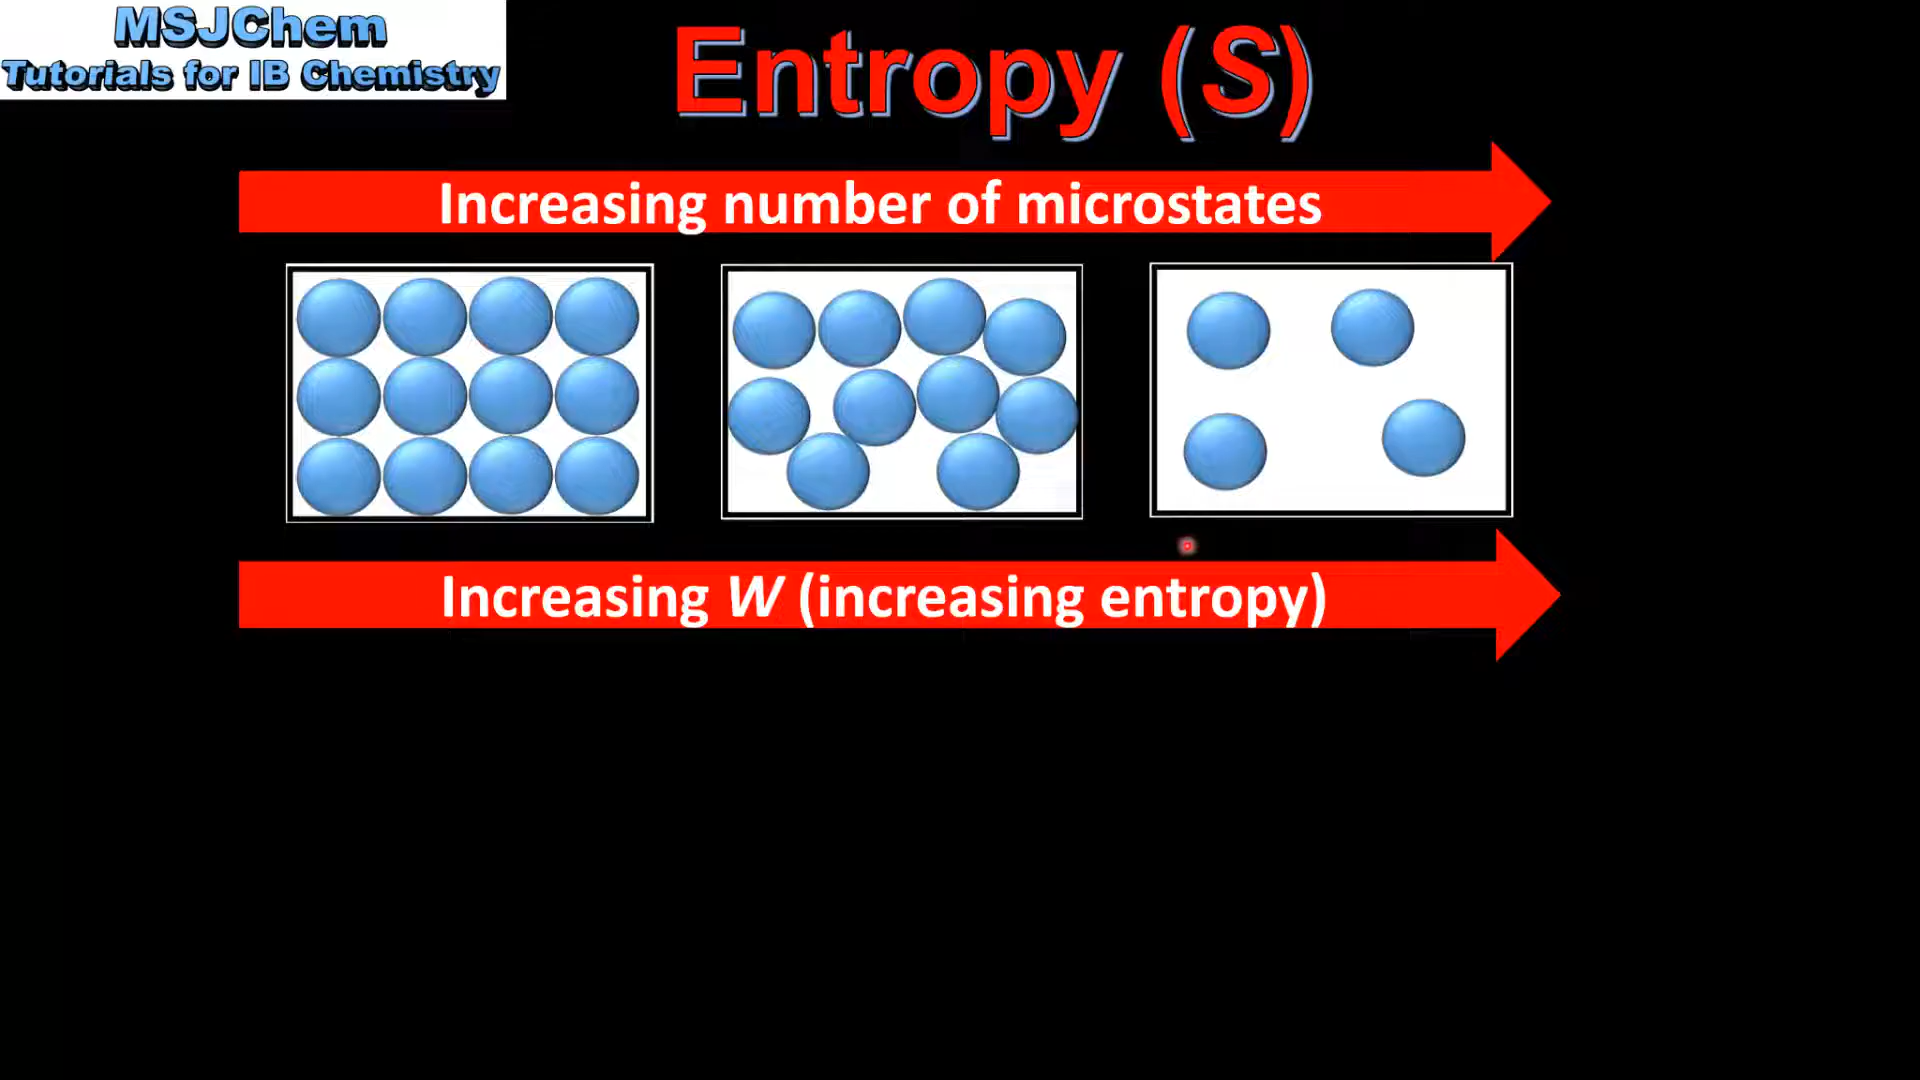 MSJChem
Tutorials for IB Chemistry
Entropy (S)
Increasing number of microstates
Increasing W (increasing entropy)